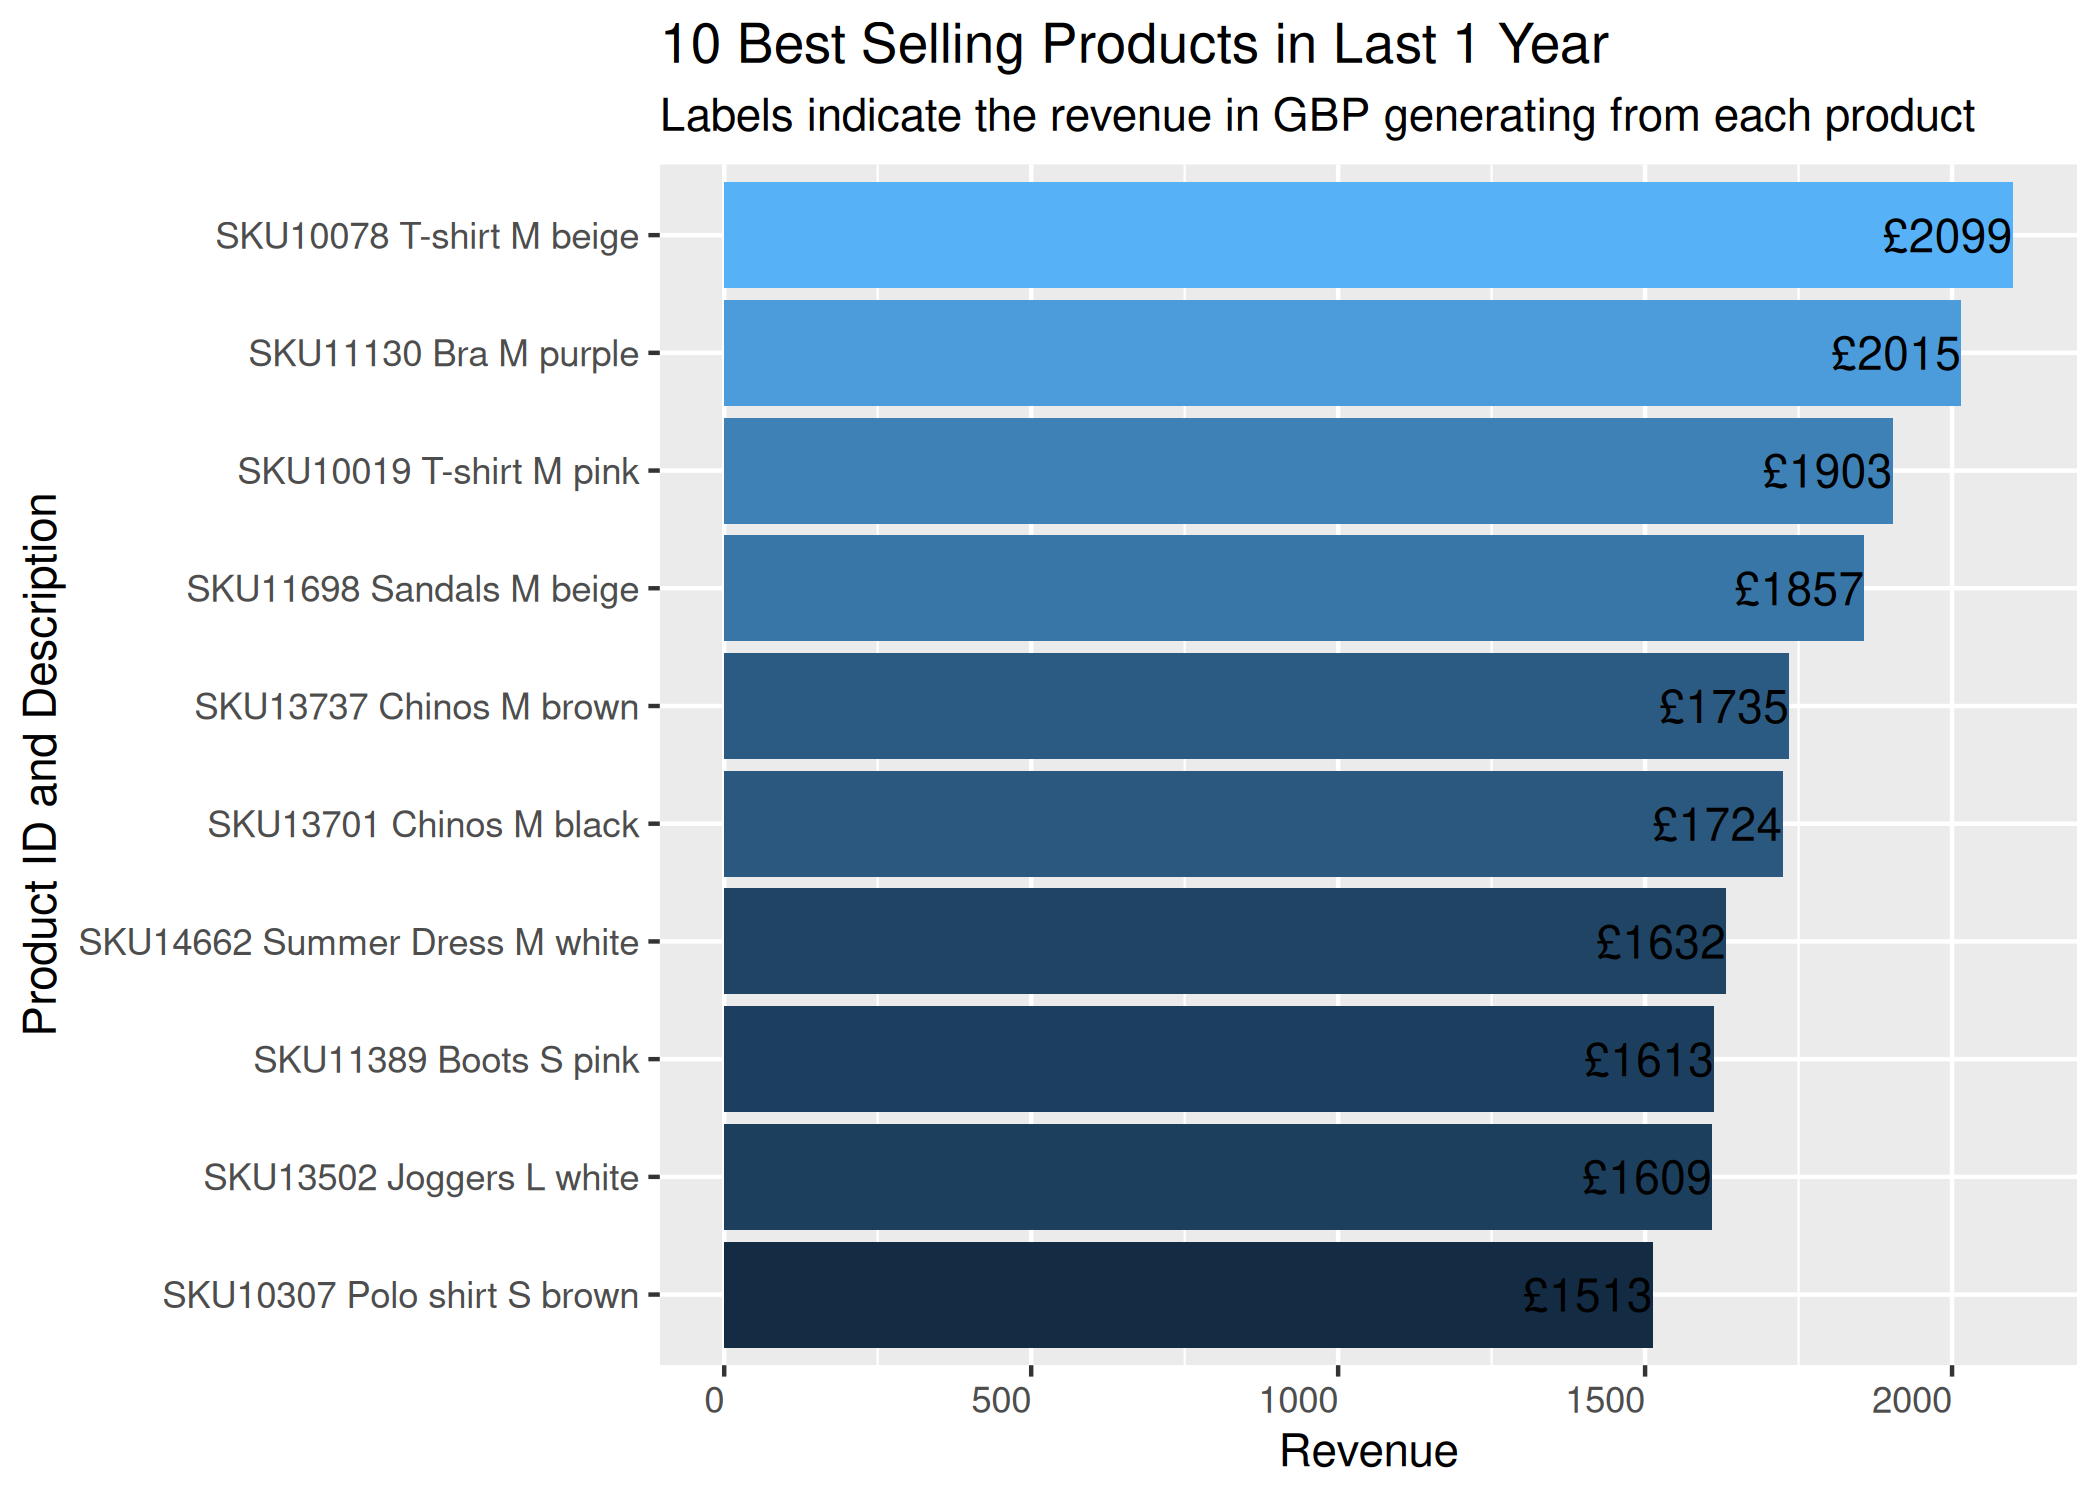 10 Best Selling Products in Last 1 Year
Labels indicate the revenue in GBP generating from each product
Product ID and Description
SKU10078 T-shirt M beige £2099
SKU11130 Bra M purple £2015
SKU10019 T-shirt M pink £1903
SKU11698 Sandals M beige £1857
SKU13737 Chinos M brown £1735
SKU13701 Chinos M black £1724
SKU14662 Summer Dress M white £1632
SKU11389 Boots S pink £1613
SKU13502 Joggers L white £1609
SKU10307 Polo shirt S brown £1513
0 500 1000 1500 2000
Revenue